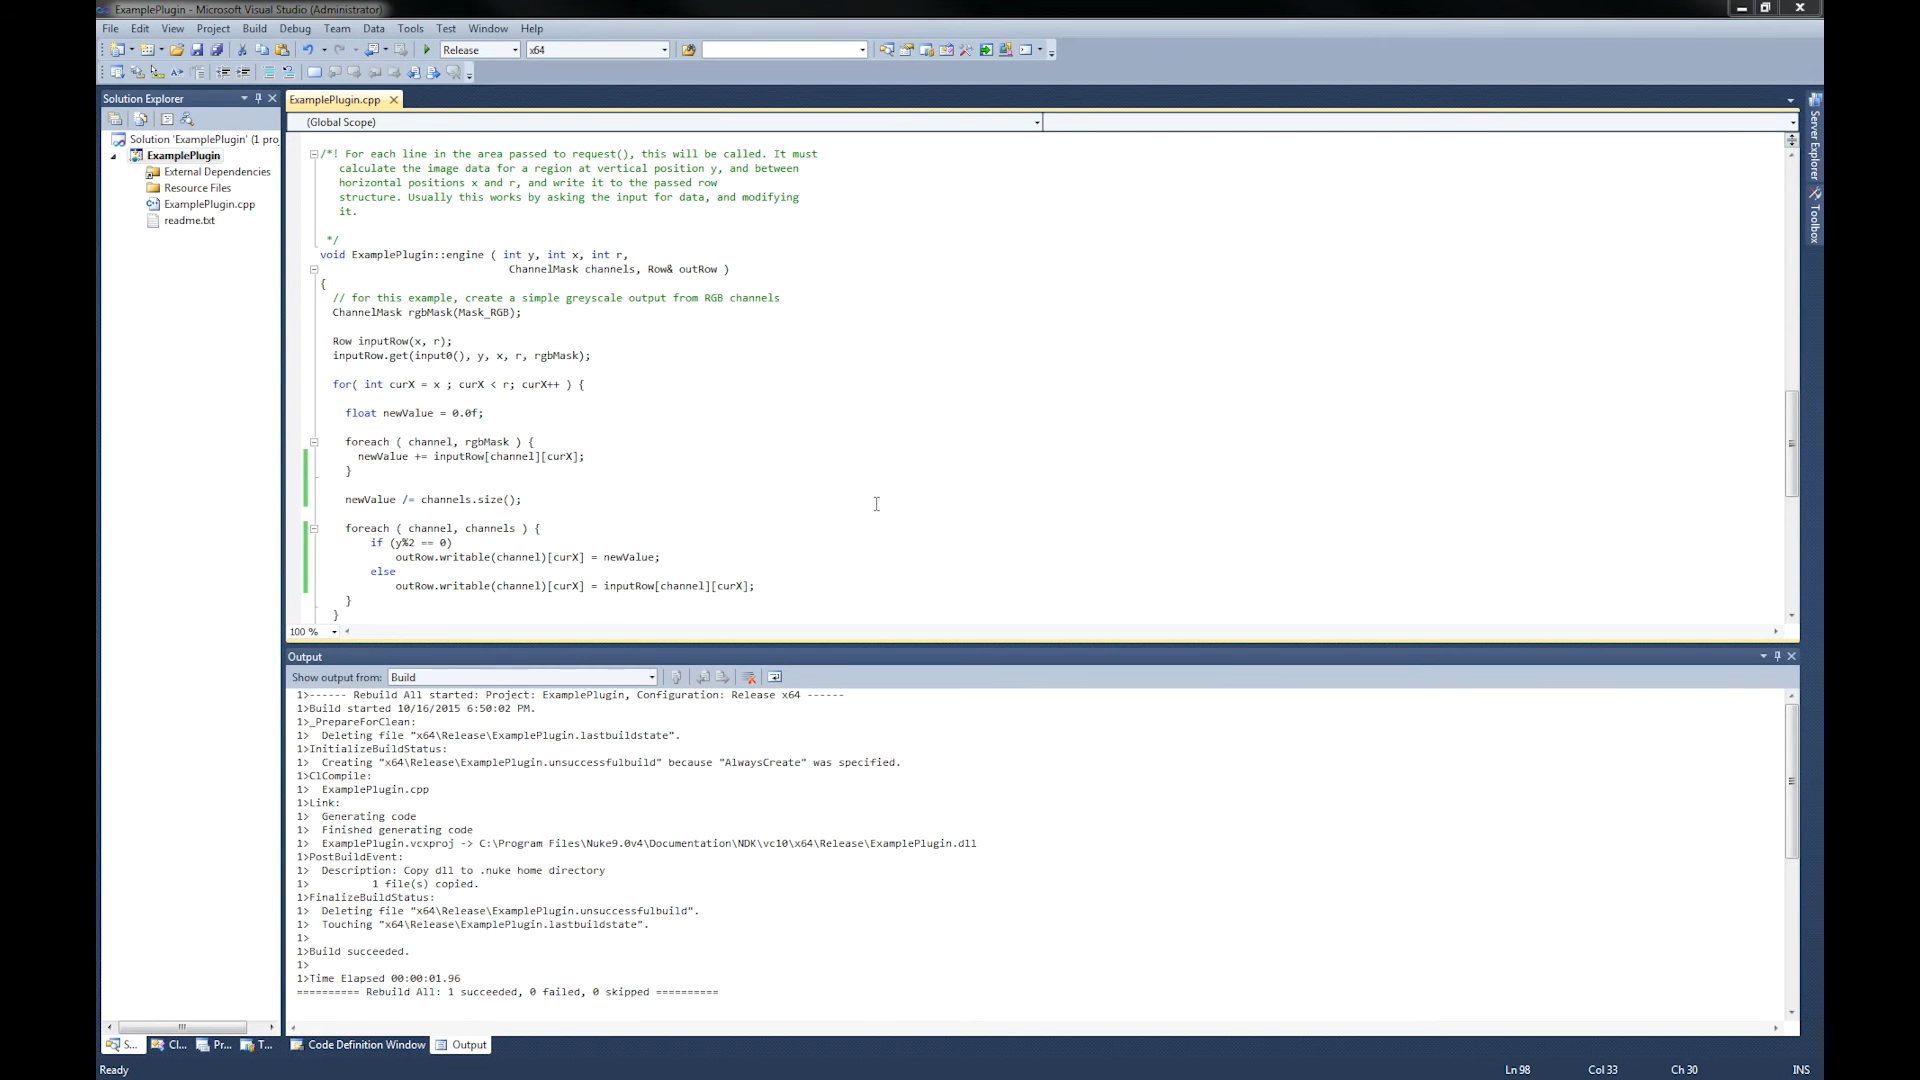 ExamplePlugin - Microsoft Visual Studio (Administrator)
File Edit View Project Build Debug Team Data Tools Test Window Help
Release x64
Solution Explorer
Solution 'ExamplePlugin' (1 pro
ExamplePlugin
External Dependencies
Resource Files
ExamplePlugin.cpp
readme.txt
ExamplePlugin.cpp
(Global Scope)
/*! For each line in the area passed to request(), this will be called. It must
calculate the image data for a region at vertical position y, and between
horizontal positions x and r, and write it to the passed row
structure. Usually this works by asking the input for data, and modifying
it.
*/
void ExamplePlugin::engine ( int y, int x, int r,
ChannelMask channels, Row& outRow )
{
// for this example, create a simple greyscale output from RGB channels
ChannelMask rgbMask(Mask_RGB);
Row inputRow(x, r);
inputRow.get(input0(), y, x, r, rgbMask);
for( int curX = x ; curX < r; curX++ ) {
float newValue = 0.0f;
foreach ( channel, rgbMask ) {
newValue += inputRow[channel][curX];
}
newValue /= channels.size();
foreach ( channel, channels ) {
if (y%2 == 0)
outRow.writable(channel)[curX] = newValue;
else
outRow.writable(channel)[curX] = inputRow[channel][curX];
}
}
100 %
Output
Show output from: Build
1>------ Rebuild All started: Project: ExamplePlugin, Configuration: Release x64 ------
1>Build started 10/16/2015 6:50:02 PM.
1>_PrepareForClean:
1>  Deleting file "x64\Release\ExamplePlugin.lastbuildstate".
1>InitializeBuildStatus:
1>  Creating "x64\Release\ExamplePlugin.unsuccessfulbuild" because "AlwaysCreate" was specified.
1>ClCompile:
1>  ExamplePlugin.cpp
1>Link:
1>  Generating code
1>  Finished generating code
1>  ExamplePlugin.vcxproj -> C:\Program Files\Nuke9.0v4\Documentation\NDK\vc10\x64\Release\ExamplePlugin.dll
1>PostBuildEvent:
1>  Description: Copy dll to .nuke home directory
1>          1 file(s) copied.
1>FinalizeBuildStatus:
1>  Deleting file "x64\Release\ExamplePlugin.unsuccessfulbuild".
1>  Touching "x64\Release\ExamplePlugin.lastbuildstate".
1>
1>Build succeeded.
1>
1>Time Elapsed 00:00:01.96
========== Rebuild All: 1 succeeded, 0 failed, 0 skipped ==========
S... Cl... Pr... T... Code Definition Window Output
Ready Ln 98 Col 33 Ch 30 INS
Server Explorer
Toolbox